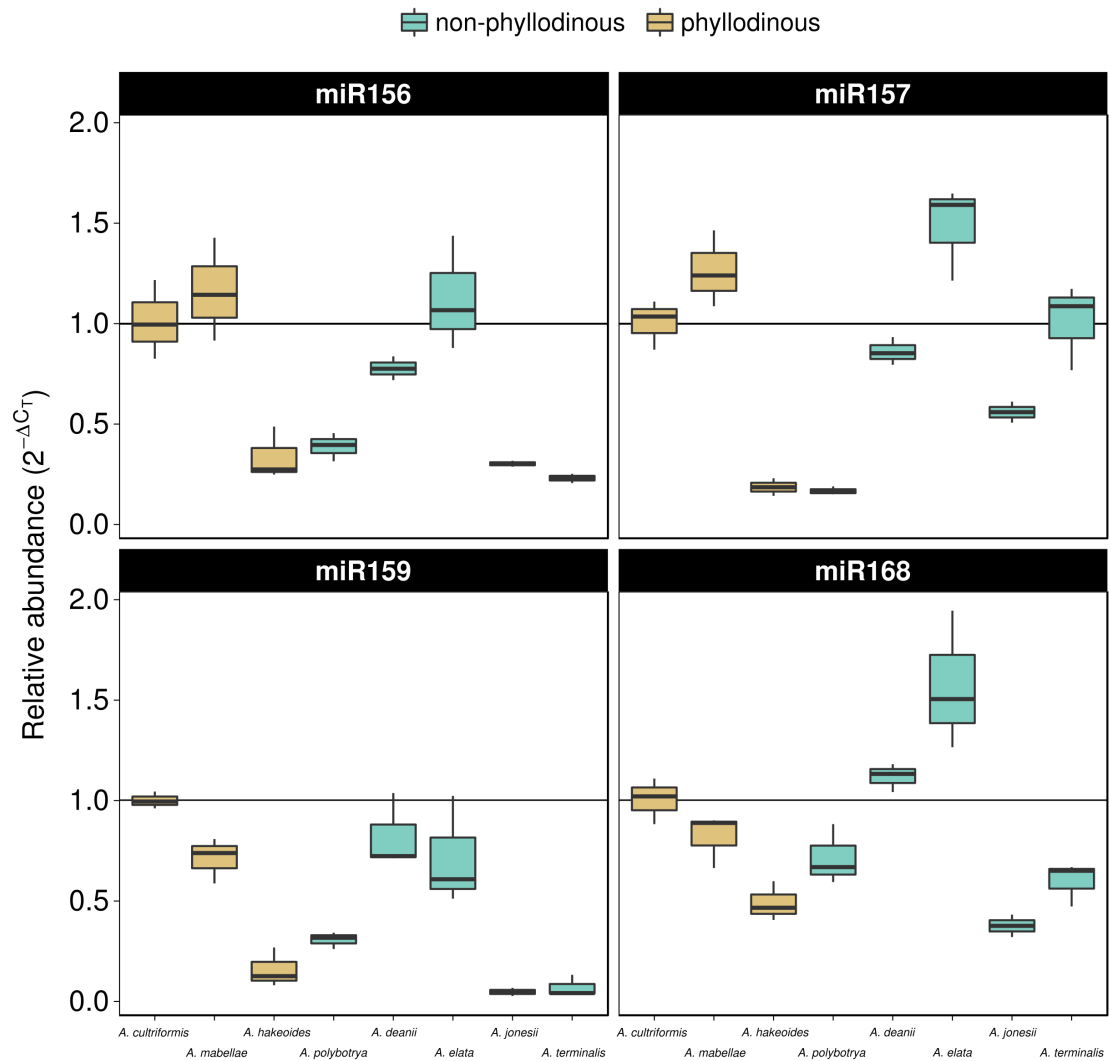 non-phyllodinous phyllodinous
miR156 miR157
2.0
1.5
1.0
0.5
0.0
miR159 miR168
2.0
1.5
1.0
0.5
0.0
Relative abundance (2^−ΔC_T)
A. cultriformis A. hakeoides A. deanii A. jonesii A. cultriformis A. hakeoides A. deanii A. jonesii
A. mabellae A. polybotrya A. elata A. terminalis A. mabellae A. polybotrya A. elata A. terminalis